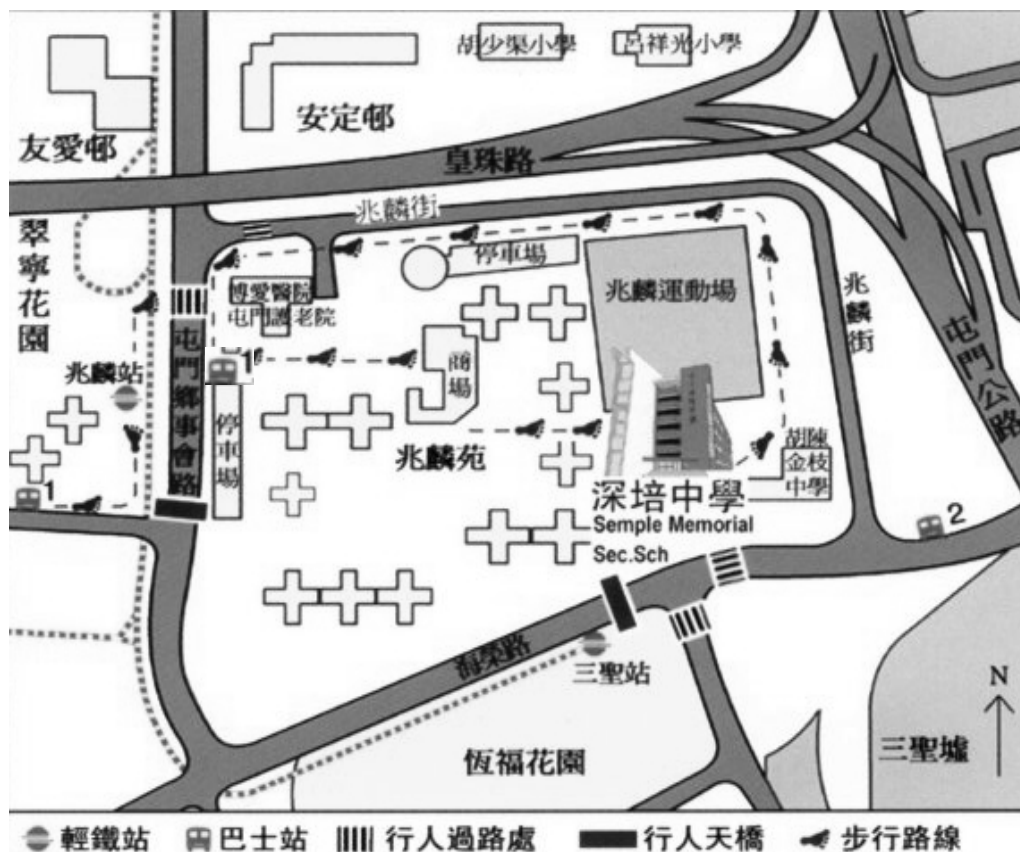 胡少渠小學
呂祥光小學
安定邨
友愛邨
皇珠路
兆麟街
翠寧花園
停車場
兆麟運動場
博愛醫院
屯門護老院
兆麟街
屯門公路
1
屯門鄉事會路
商場
兆麟站
停車場
兆麟苑
胡陳
金枝
中學
1
深培中學
Semple Memorial
Sec.Sch
2
海榮路
三聖站
N
恆福花園
三聖墟
輕鐵站
巴士站
行人過路處
行人天橋
步行路線